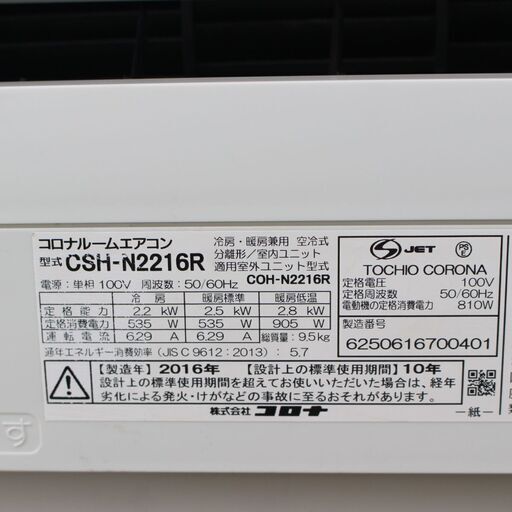 コロナルームエアコン
型式 CSH-N2216R
冷房・暖房兼用 空冷式
分離形/室内ユニット
適用室外ユニット型式
COH-N2216R
電源:単相 100V 周波数:50/60Hz
冷房 暖房標準 暖房低温
定格能力 2.2 kW 2.5 kW 2.8 kW
定格消費電力 535 W 535 W 905 W
運転電流 6.29 A 6.29 A 総質量:9.5kg
通年エネルギー消費効率(JIS C 9612:2013):5.7
JET
PS E
TOCHIO CORONA
定格電圧 100V
定格周波数 50/60Hz
電動機の定格消費電力 810W
製造番号
6250616700401
【製造年】2016年 【設計上の標準使用期間】10年
設計上の標準使用期間を超えてお使いいただいた場合は、経年
劣化による発火・けがなどの事故に至るおそれがあります。
株式会社 コロナ
―紙―
す